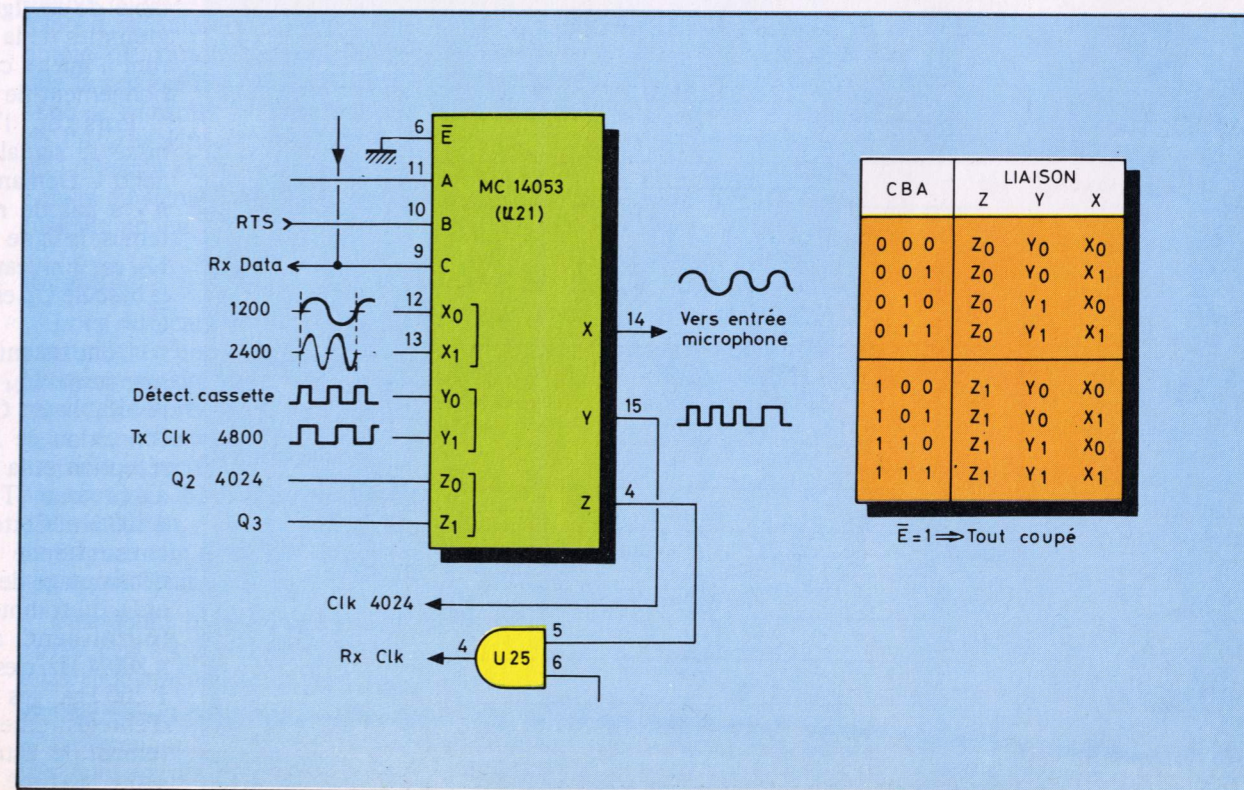 6 E̅
11 A
MC 14053
(U21)
RTS 10 B
Rx Data 9 C
1200 12 X0
2400 13 X1
Détect. cassette Y0
Tx Clk 4800 Y1
Q2 4024 Z0
Q3 Z1
X 14
Vers entrée
microphone
Y 15
Z 4
Clk 4024
Rx Clk 4 U25 5
6
CBA LIAISON
Z Y X
0 0 0 Z0 Y0 X0
0 0 1 Z0 Y0 X1
0 1 0 Z0 Y1 X0
0 1 1 Z0 Y1 X1
1 0 0 Z1 Y0 X0
1 0 1 Z1 Y0 X1
1 1 0 Z1 Y1 X0
1 1 1 Z1 Y1 X1
E̅=1⇒Tout coupé